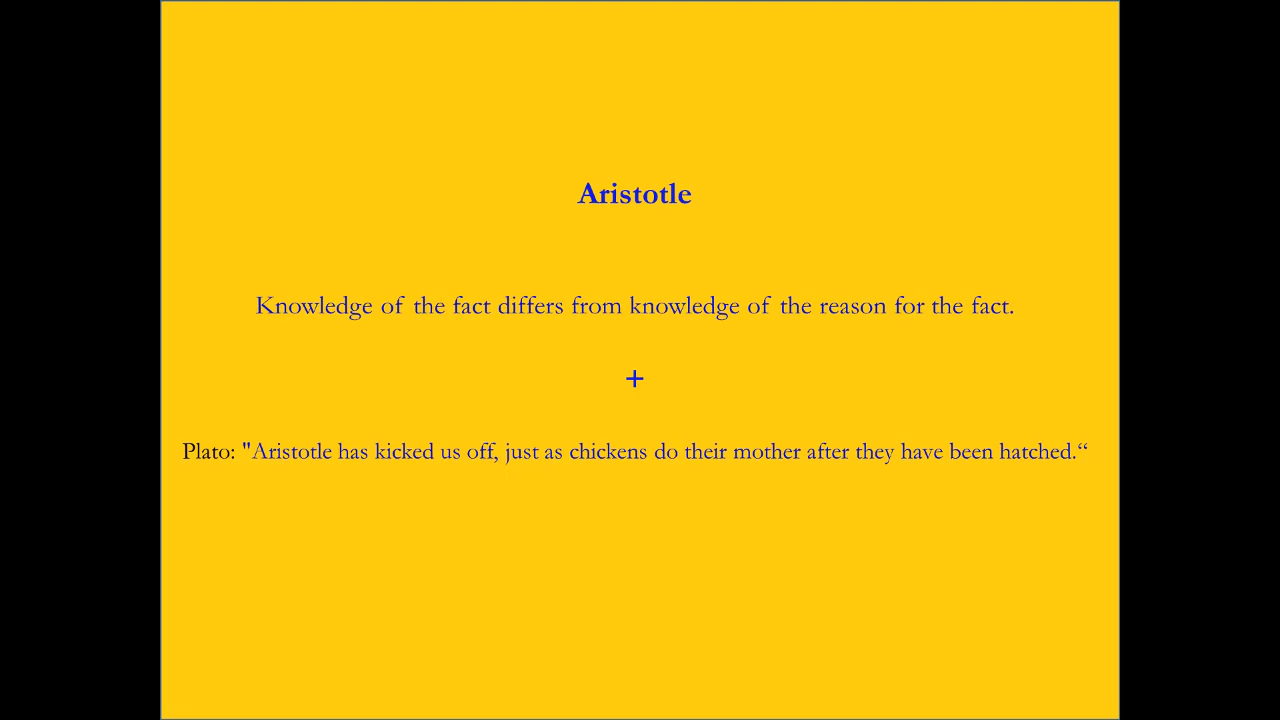 Aristotle
Knowledge of the fact differs from knowledge of the reason for the fact.
+
Plato: "Aristotle has kicked us off, just as chickens do their mother after they have been hatched.“